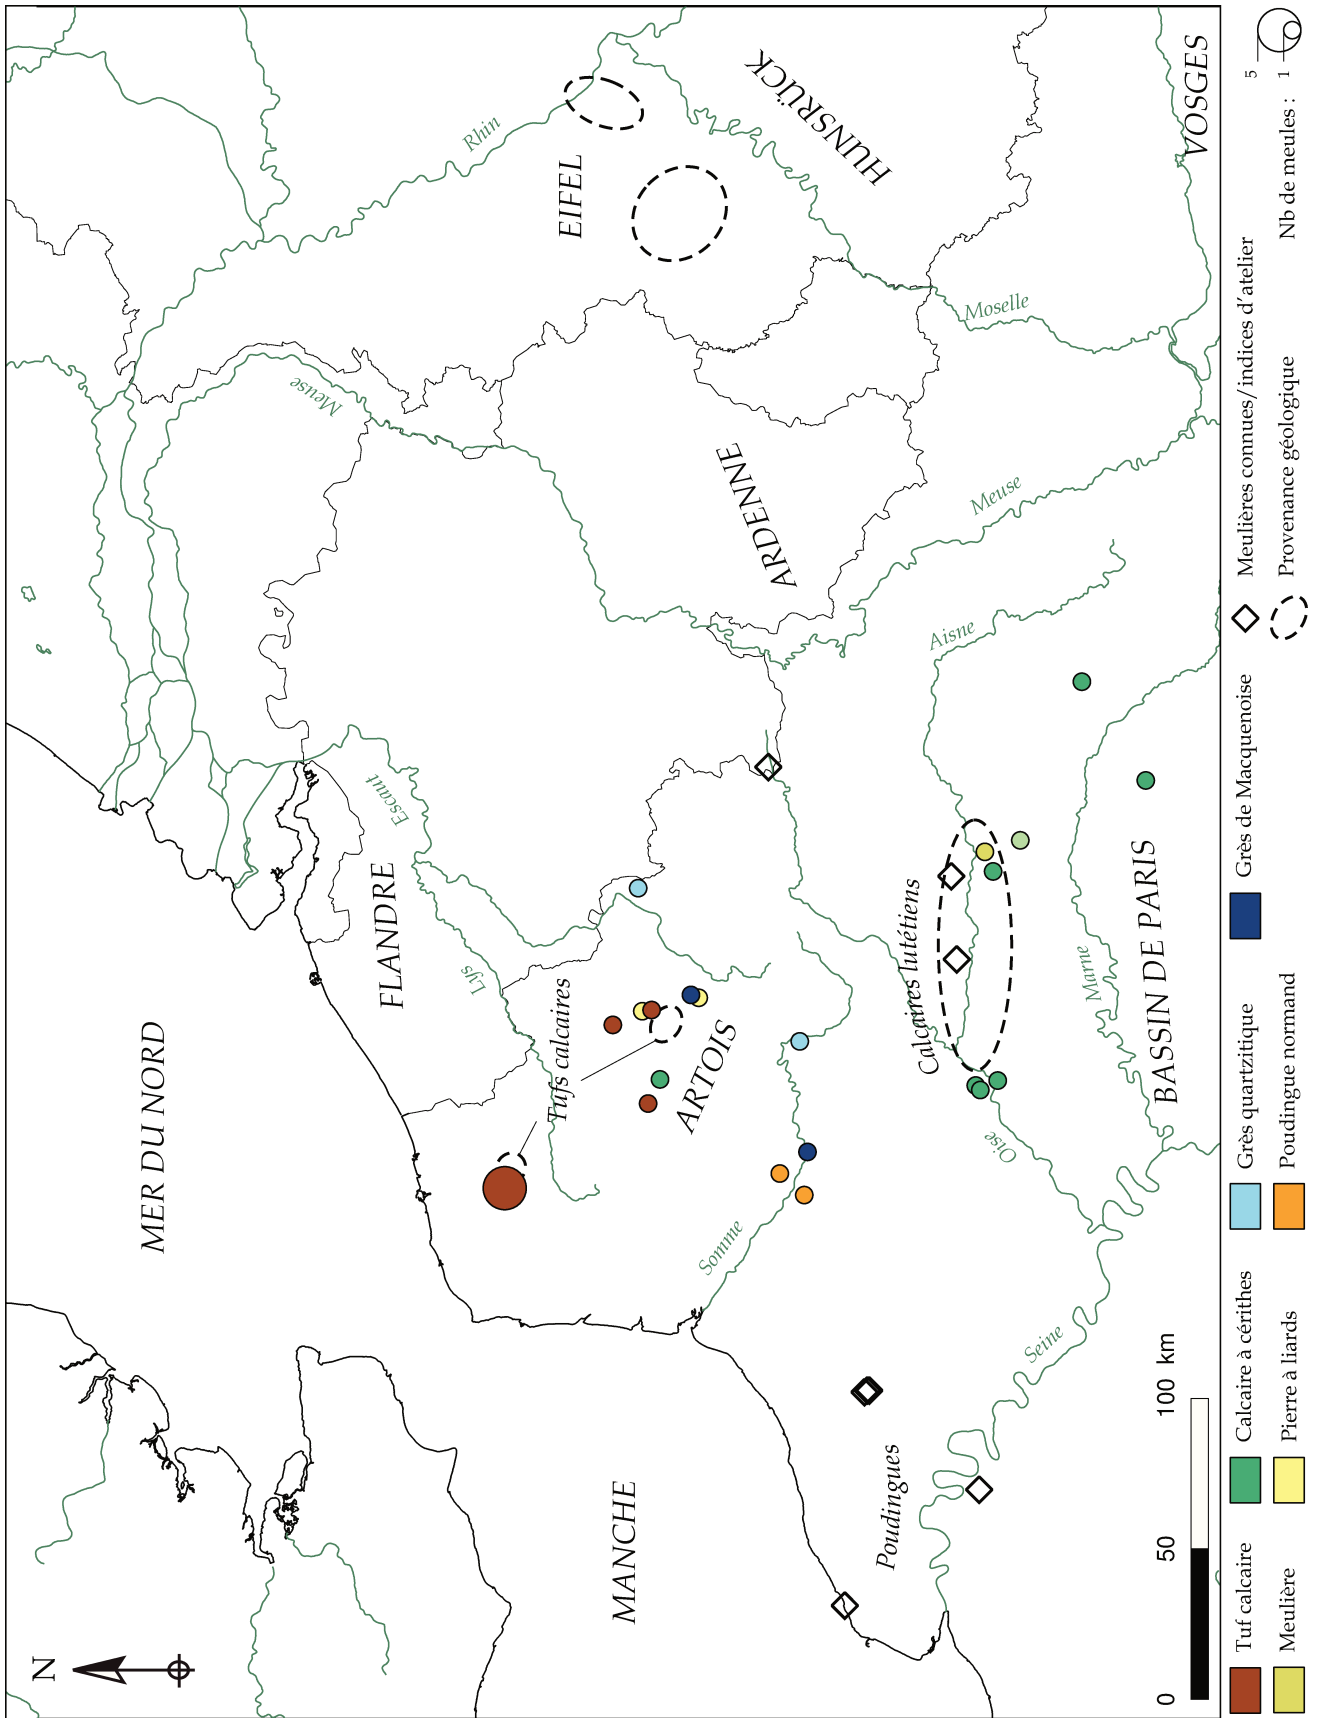 N
MER DU NORD
MANCHE
FLANDRE
ARTOIS
EIFEL
HUNSRÜCK
ARDENNE
VOSGES
BASSIN DE PARIS
Tufs calcaires
Calcaires lutétiens
Poudingues
Rhin
Meuse
Escaut
Lys
Moselle
Meuse
Aisne
Marne
Oise
Somme
Seine
0 50 100 km
Tuf calcaire
Calcaire à cérithes
Grès quartzitique
Grès de Macquenoise
Meulières connues/indices d'atelier
Meulière
Pierre à liards
Poudingue normand
Provenance géologique
Nb de meules : 1 5